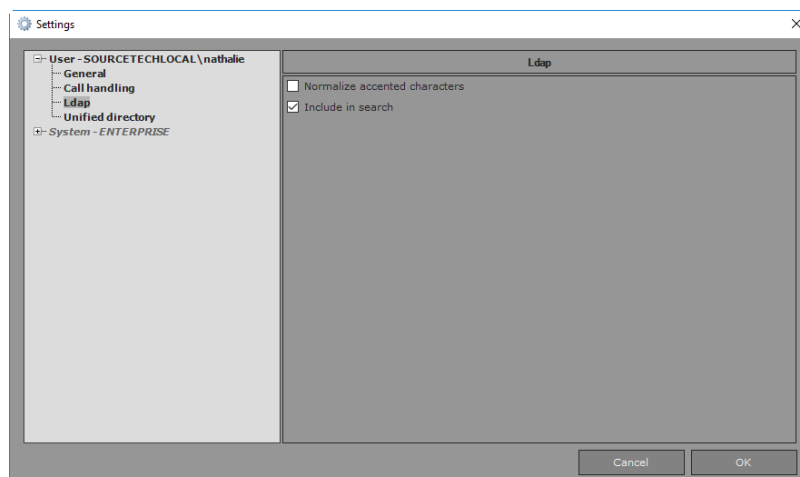 Settings
User - SOURCETECHLOCAL\nathalie
General
Call handling
Ldap
Unified directory
System - ENTERPRISE
Ldap
Normalize accented characters
Include in search
Cancel
OK